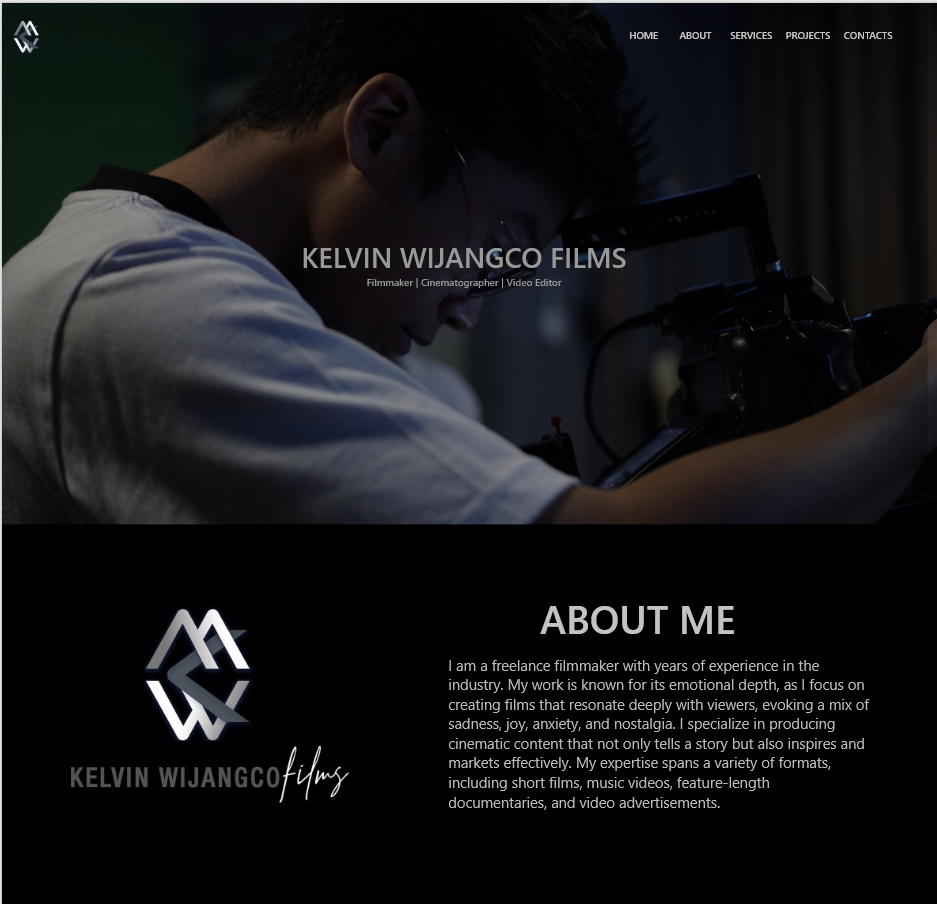 HOME ABOUT SERVICES PROJECTS CONTACTS
KELVIN WIJANGCO FILMS
Filmmaker | Cinematographer | Video Editor
ABOUT ME
I am a freelance filmmaker with years of experience in the
industry. My work is known for its emotional depth, as I focus on
creating films that resonate deeply with viewers, evoking a mix of
sadness, joy, anxiety, and nostalgia. I specialize in producing
cinematic content that not only tells a story but also inspires and
markets effectively. My expertise spans a variety of formats,
including short films, music videos, feature-length
documentaries, and video advertisements.
KELVIN WIJANGCO films